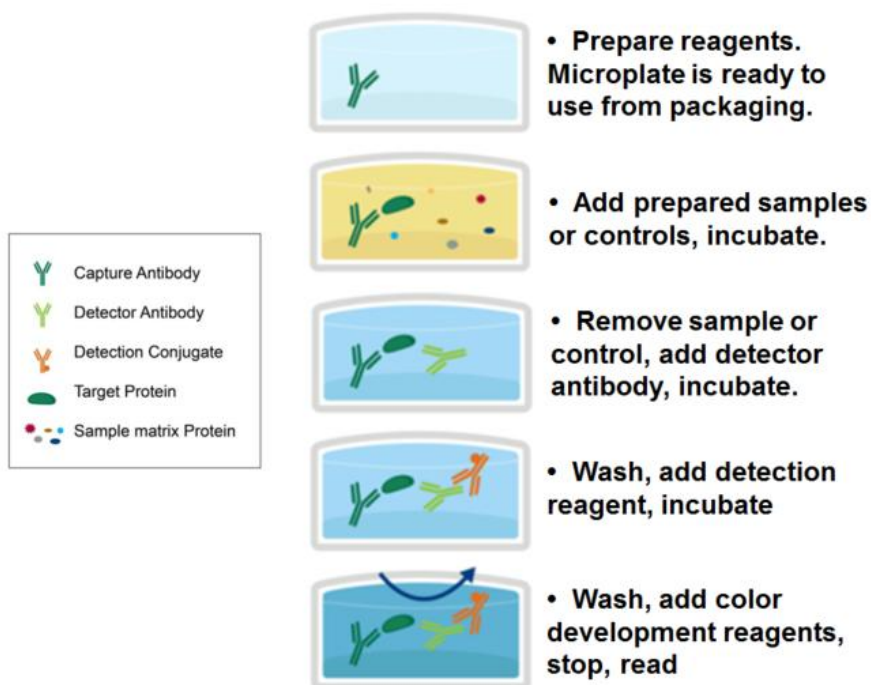 • Prepare reagents.
Microplate is ready to
use from packaging.
• Add prepared samples
or controls, incubate.
Capture Antibody
Detector Antibody
Detection Conjugate
Target Protein
Sample matrix Protein
• Remove sample or
control, add detector
antibody, incubate.
• Wash, add detection
reagent, incubate
• Wash, add color
development reagents,
stop, read